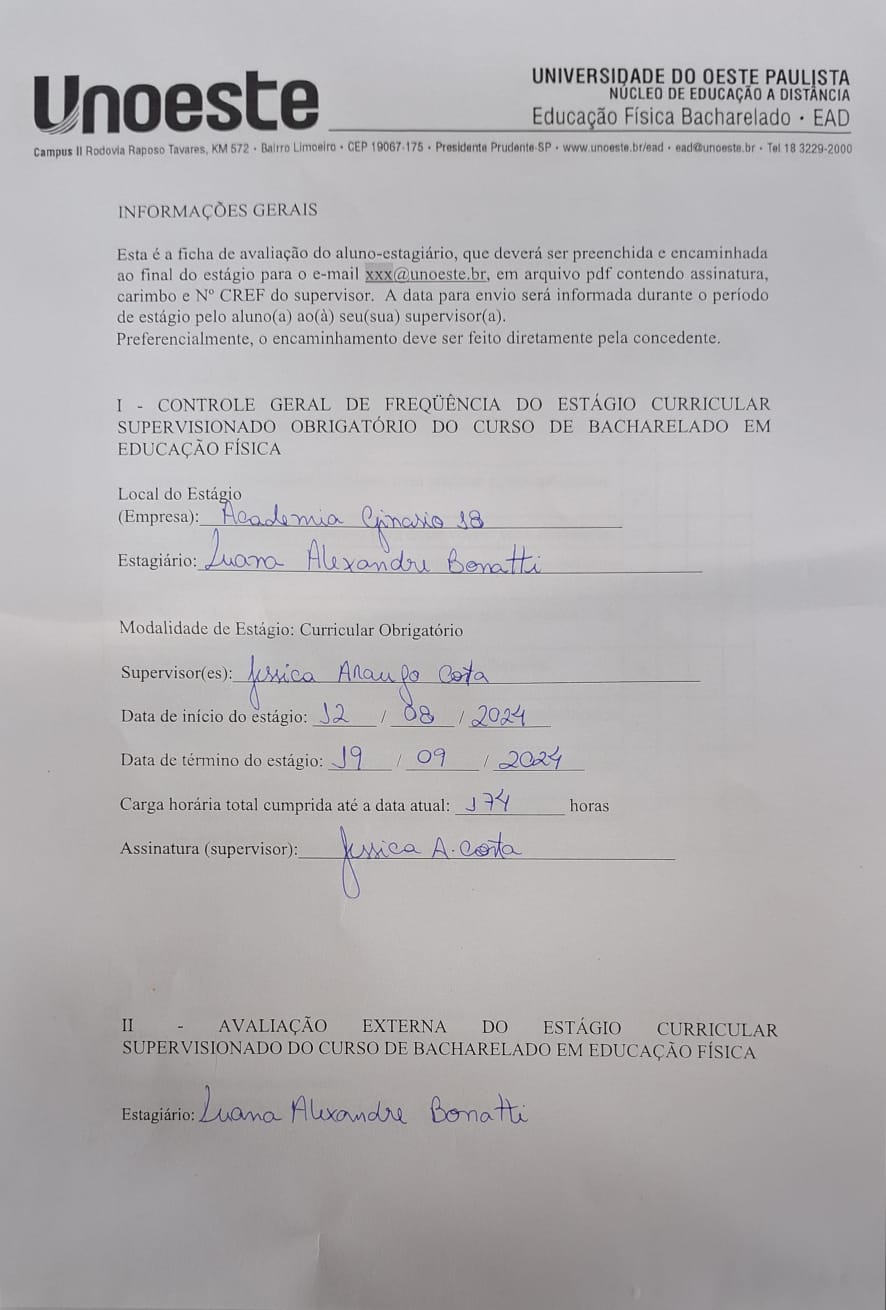 Unoeste
UNIVERSIDADE DO OESTE PAULISTA
NÚCLEO DE EDUCAÇÃO A DISTÂNCIA
Educação Física Bacharelado • EAD
Campus II Rodovia Raposo Tavares, KM 572 • Bairro Limoeiro • CEP 19067-175 • Presidente Prudente-SP • www.unoeste.br/ead • ead@unoeste.br • Tel 18 3229-2000
INFORMAÇÕES GERAIS
Esta é a ficha de avaliação do aluno-estagiário, que deverá ser preenchida e encaminhada
ao final do estágio para o e-mail xxx@unoeste.br, em arquivo pdf contendo assinatura,
carimbo e Nº CREF do supervisor. A data para envio será informada durante o período
de estágio pelo aluno(a) ao(à) seu(sua) supervisor(a).
Preferencialmente, o encaminhamento deve ser feito diretamente pela concedente.
I - CONTROLE GERAL DE FREQÜÊNCIA DO ESTÁGIO CURRICULAR
SUPERVISIONADO OBRIGATÓRIO DO CURSO DE BACHARELADO EM
EDUCAÇÃO FÍSICA
Local do Estágio
(Empresa): Academia Ginasio 18
Estagiário: Luana Alexandre Bonatti
Modalidade de Estágio: Curricular Obrigatório
Supervisor(es): Jessica Araujo Costa
Data de início do estágio: 12 / 08 / 2024
Data de término do estágio: 19 / 09 / 2024
Carga horária total cumprida até a data atual: 174 horas
Assinatura (supervisor): Jessica A. Costa
II - AVALIAÇÃO EXTERNA DO ESTÁGIO CURRICULAR
SUPERVISIONADO DO CURSO DE BACHARELADO EM EDUCAÇÃO FÍSICA
Estagiário: Luana Alexandre Bonatti